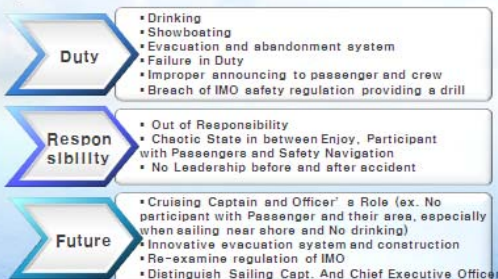 Duty
▪ Drinking
▪ Showboating
▪ Evacuation and abandonment system
▪ Failure in Duty
▪ Improper announcing to passenger and crew
▪ Breach of IMO safety regulation providing a drill
Respon
sibility
▪ Out of Responsibility
▪ Chaotic State in between Enjoy, Participant
with Passengers and Safety Navigation
▪ No Leadership before and after accident
Future
▪ Cruising Captain and Officer' s Role (ex. No
participant with Passenger and their area, especially
when sailing near shore and No drinking)
▪ Innovative evacuation system and construction
▪ Re-examine regulation of IMO
▪ Distinguish Sailing Capt. And Chief Executive Officer